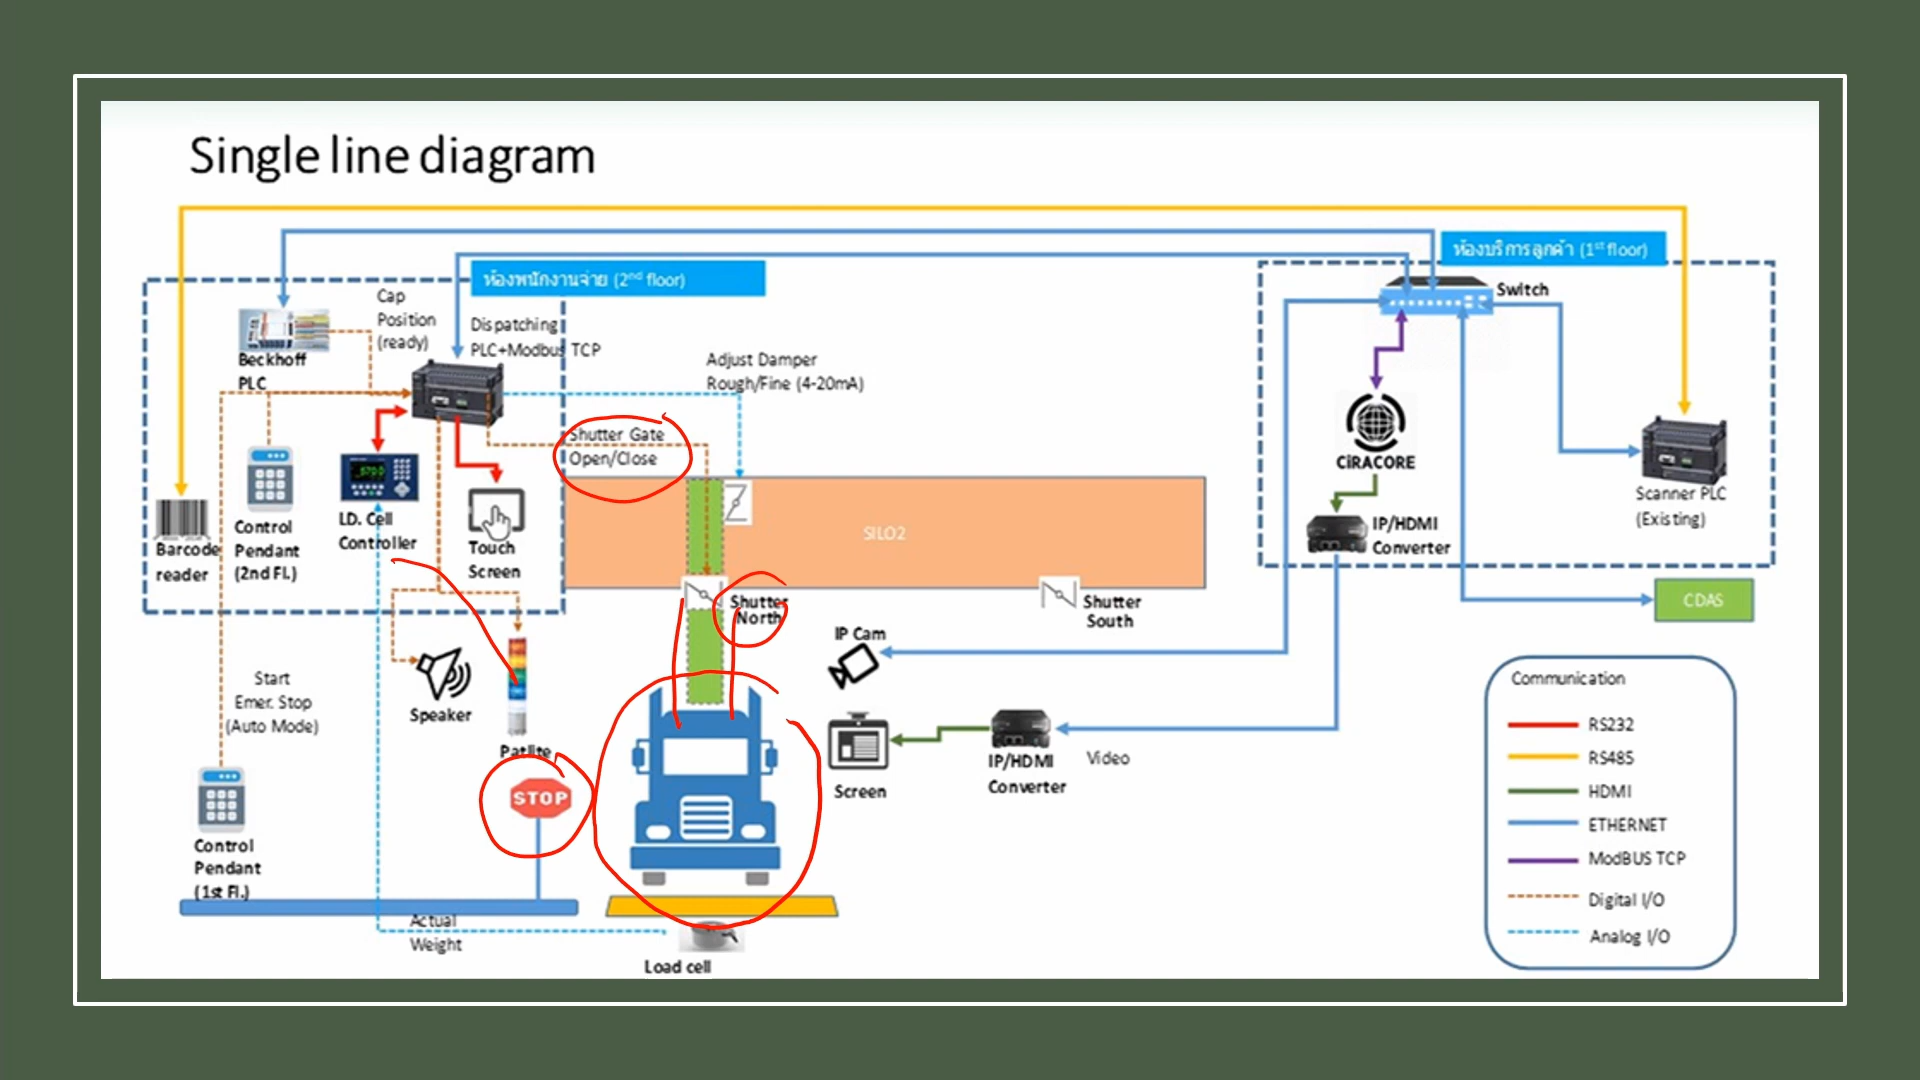 Single line diagram
ห้องพนักงานจ่าย (2nd floor)
ห้องบริการลูกค้า (1st floor)
Cap
Position
(ready)
Dispatching
PLC+Modbus TCP
Switch
Beckhoff
PLC
Adjust Damper
Rough/Fine (4-20mA)
Shutter Gate
Open/Close
CiRACORE
Scanner PLC
(Existing)
Barcode
reader
Control
Pendant
(2nd Fl.)
LD. Cell
Controller
Touch
Screen
SILO2
IP/HDMI
Converter
Shutter
North
Shutter
South
CDAS
IP Cam
Start
Emer. Stop
(Auto Mode)
Speaker
Patlite
STOP
Screen
IP/HDMI
Converter
Video
Control
Pendant
(1st Fl.)
Actual
Weight
Load cell
Communication
RS232
RS485
HDMI
ETHERNET
ModBUS TCP
Digital I/O
Analog I/O